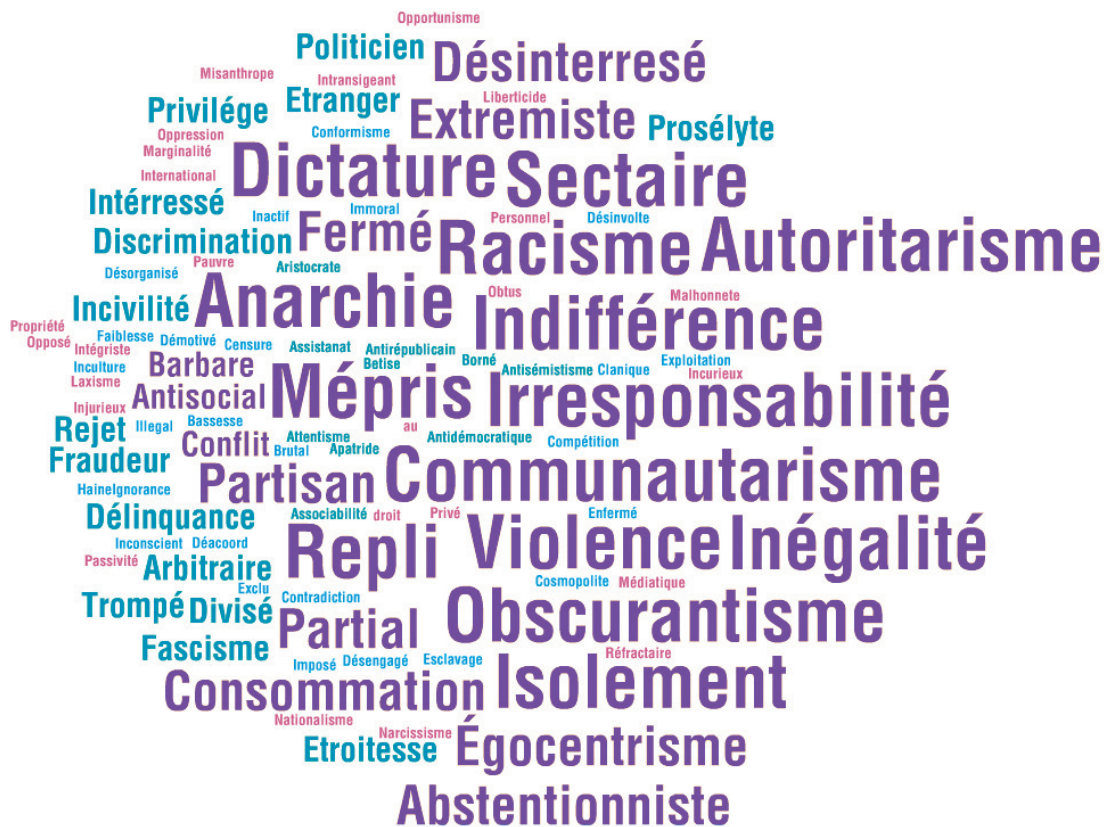 Opportunisme
Politicien
Désinterresé
Misanthrope
Intransigeant
Etranger
Liberticide
Privilége
Extremiste
Prosélyte
Oppression
Conformisme
Marginalité
Dictature
Sectaire
International
Intérressé
Inactif
Immoral
Personnel
Désinvolte
Fermé
Discrimination
Racisme
Autoritarisme
Pauvre
Aristocrate
Désorganisé
Anarchie
Obtus
Malhonnete
Incivilité
Indifférence
Propriété
Opposé
Faiblesse
Démotivé
Censure
Assistanat
Antirépublicain
Intégriste
Barbare
Betise
Borné
Exploitation
Inculture
Antisémistisme
Clanique
Incurieux
Laxisme
Antisocial
Mépris
Irresponsabilité
Injurieux
Rejet
Illegal
Bassesse
au
Conflit
Attentisme
Antidémocratique
Compétition
Brutal
Apatride
Fraudeur
Partisan
Communautarisme
HaineIgnorance
Délinquance
Associabilité
droit
Privé
Enfermé
Inconscient
Déacoord
Repli
Violence
Inégalité
Passivité
Arbitraire
Exclu
Cosmopolite
Médiatique
Trompé
Divisé
Contradiction
Partial
Obscurantisme
Fascisme
Imposé
Désengagé
Esclavage
Réfractaire
Consommation
Isolement
Nationalisme
Narcissisme
Etroitesse
Égocentrisme
Abstentionniste